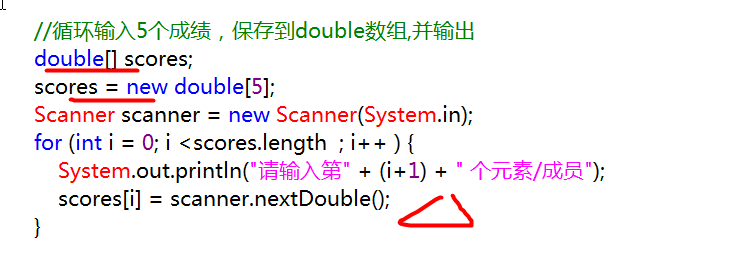 //循环输入5个成绩，保存到double数组,并输出
double[] scores;
scores = new double[5];
Scanner scanner = new Scanner(System.in);
for (int i = 0; i <scores.length  ; i++ ) {
System.out.println("请输入第" + (i+1) + " 个元素/成员");
scores[i] = scanner.nextDouble();
}